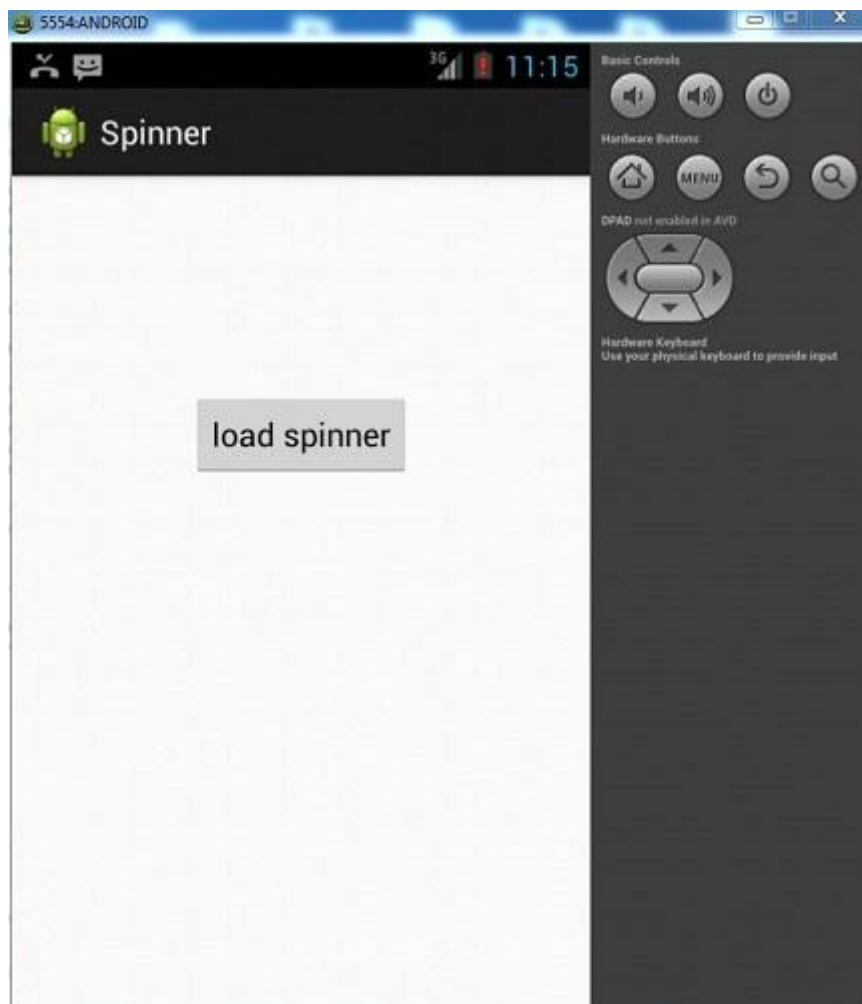 5554:ANDROID
3G 11:15
Spinner
load spinner
Basic Controls
Hardware Buttons
MENU
DPAD not enabled in AVD
Hardware Keyboard
Use your physical keyboard to provide input